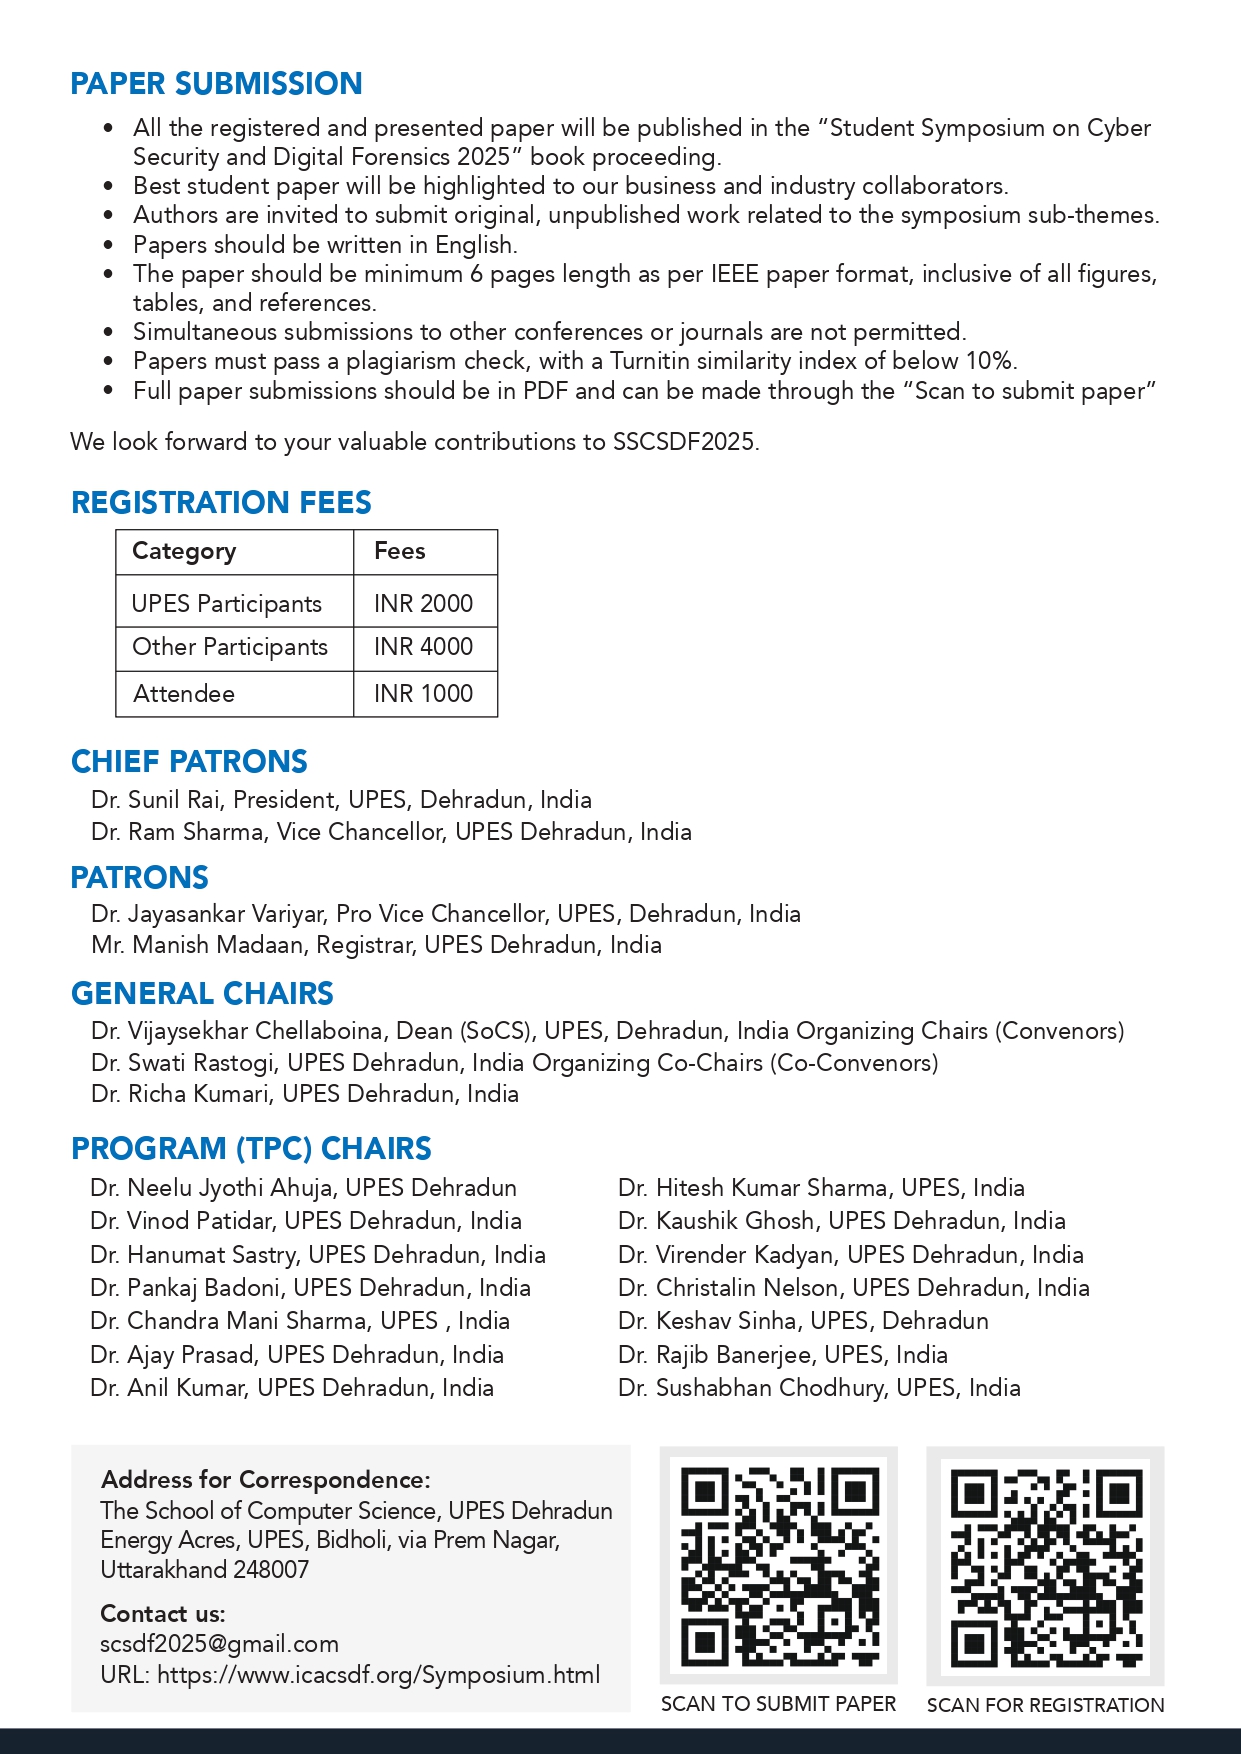 PAPER SUBMISSION
• All the registered and presented paper will be published in the “Student Symposium on Cyber
Security and Digital Forensics 2025” book proceeding.
• Best student paper will be highlighted to our business and industry collaborators.
• Authors are invited to submit original, unpublished work related to the symposium sub-themes.
• Papers should be written in English.
• The paper should be minimum 6 pages length as per IEEE paper format, inclusive of all figures,
tables, and references.
• Simultaneous submissions to other conferences or journals are not permitted.
• Papers must pass a plagiarism check, with a Turnitin similarity index of below 10%.
• Full paper submissions should be in PDF and can be made through the “Scan to submit paper”
We look forward to your valuable contributions to SSCSDF2025.
REGISTRATION FEES
Category Fees
UPES Participants INR 2000
Other Participants INR 4000
Attendee INR 1000
CHIEF PATRONS
Dr. Sunil Rai, President, UPES, Dehradun, India
Dr. Ram Sharma, Vice Chancellor, UPES Dehradun, India
PATRONS
Dr. Jayasankar Variyar, Pro Vice Chancellor, UPES, Dehradun, India
Mr. Manish Madaan, Registrar, UPES Dehradun, India
GENERAL CHAIRS
Dr. Vijaysekhar Chellaboina, Dean (SoCS), UPES, Dehradun, India Organizing Chairs (Convenors)
Dr. Swati Rastogi, UPES Dehradun, India Organizing Co-Chairs (Co-Convenors)
Dr. Richa Kumari, UPES Dehradun, India
PROGRAM (TPC) CHAIRS
Dr. Neelu Jyothi Ahuja, UPES Dehradun
Dr. Vinod Patidar, UPES Dehradun, India
Dr. Hanumat Sastry, UPES Dehradun, India
Dr. Pankaj Badoni, UPES Dehradun, India
Dr. Chandra Mani Sharma, UPES , India
Dr. Ajay Prasad, UPES Dehradun, India
Dr. Anil Kumar, UPES Dehradun, India
Dr. Hitesh Kumar Sharma, UPES, India
Dr. Kaushik Ghosh, UPES Dehradun, India
Dr. Virender Kadyan, UPES Dehradun, India
Dr. Christalin Nelson, UPES Dehradun, India
Dr. Keshav Sinha, UPES, Dehradun
Dr. Rajib Banerjee, UPES, India
Dr. Sushabhan Chodhury, UPES, India
Address for Correspondence:
The School of Computer Science, UPES Dehradun
Energy Acres, UPES, Bidholi, via Prem Nagar,
Uttarakhand 248007
Contact us:
scsdf2025@gmail.com
URL: https://www.icacsdf.org/Symposium.html
SCAN TO SUBMIT PAPER
SCAN FOR REGISTRATION